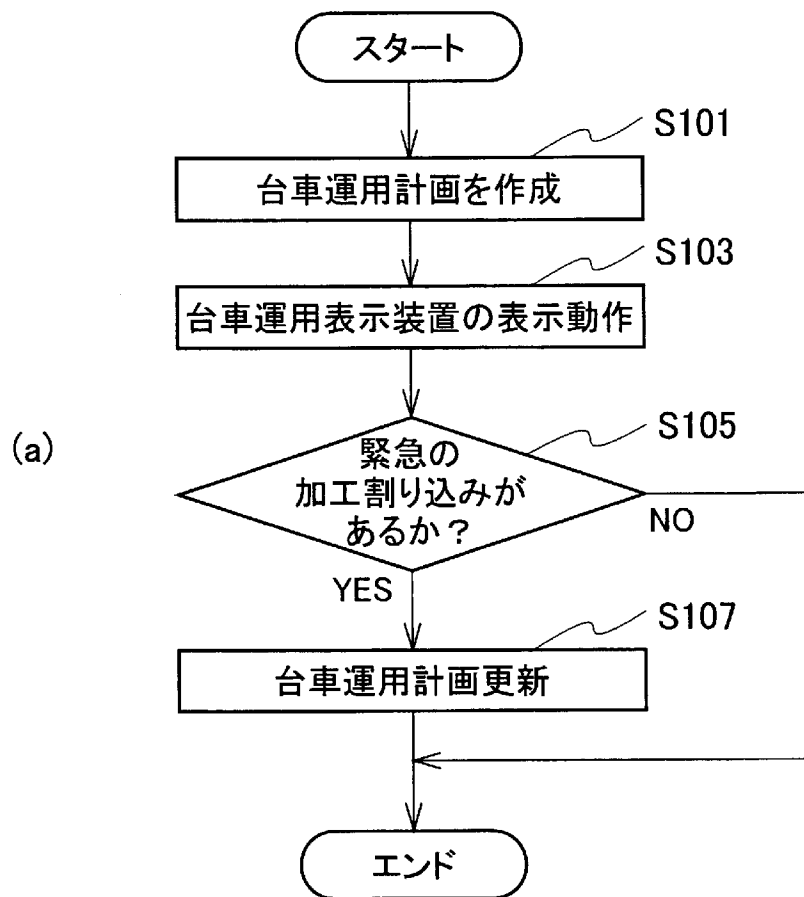 スタート
S101
台車運用計画を作成
S103
台車運用表示装置の表示動作
(a)
S105
緊急の
加工割り込みが
あるか？
NO
YES
S107
台車運用計画更新
エンド